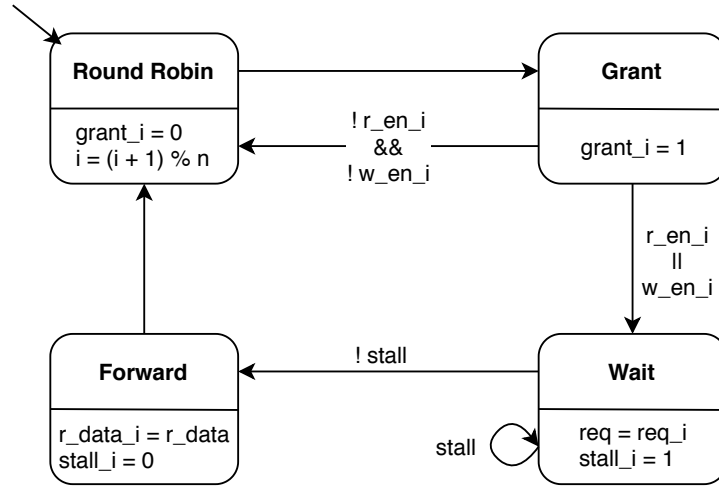 Round Robin
grant_i = 0
i = (i + 1) % n
Grant
grant_i = 1
! r_en_i
&&
! w_en_i
r_en_i
||
w_en_i
Forward
r_data_i = r_data
stall_i = 0
! stall
Wait
req = req_i
stall_i = 1
stall